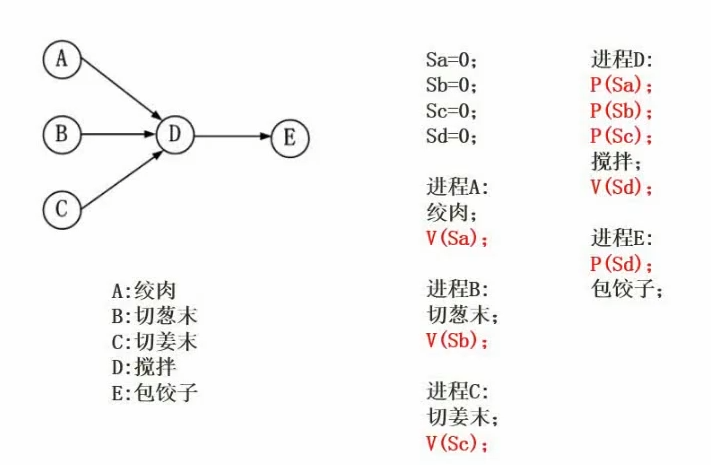 A
B
C
D
E
A:绞肉
B:切葱末
C:切姜末
D:搅拌
E:包饺子
Sa=0;
Sb=0;
Sc=0;
Sd=0;
进程A:
绞肉;
V(Sa);
进程B:
切葱末;
V(Sb);
进程C:
切姜末;
V(Sc);
进程D:
P(Sa);
P(Sb);
P(Sc);
搅拌;
V(Sd);
进程E:
P(Sd);
包饺子;